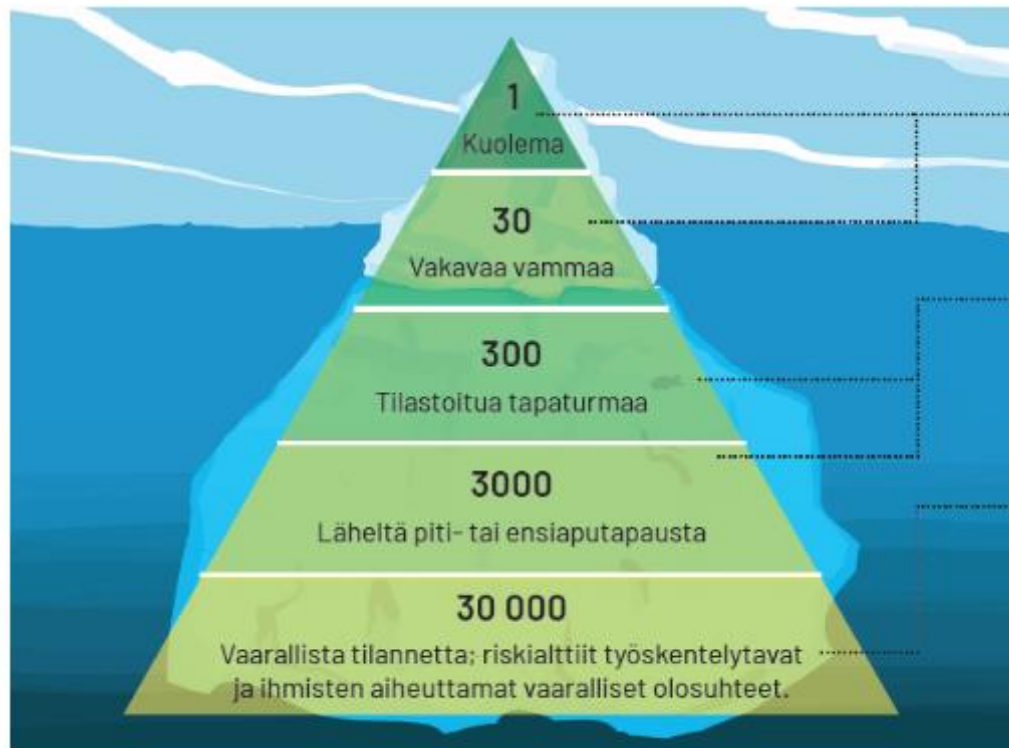 1
Kuolema
30
Vakavaa vammaa
300
Tilastoitua tapaturmaa
3000
Läheltä piti- tai ensiaputapausta
30 000
Vaarallista tilannetta; riskialttiit työskentelytavat
ja ihmisten aiheuttamat vaaralliset olosuhteet.